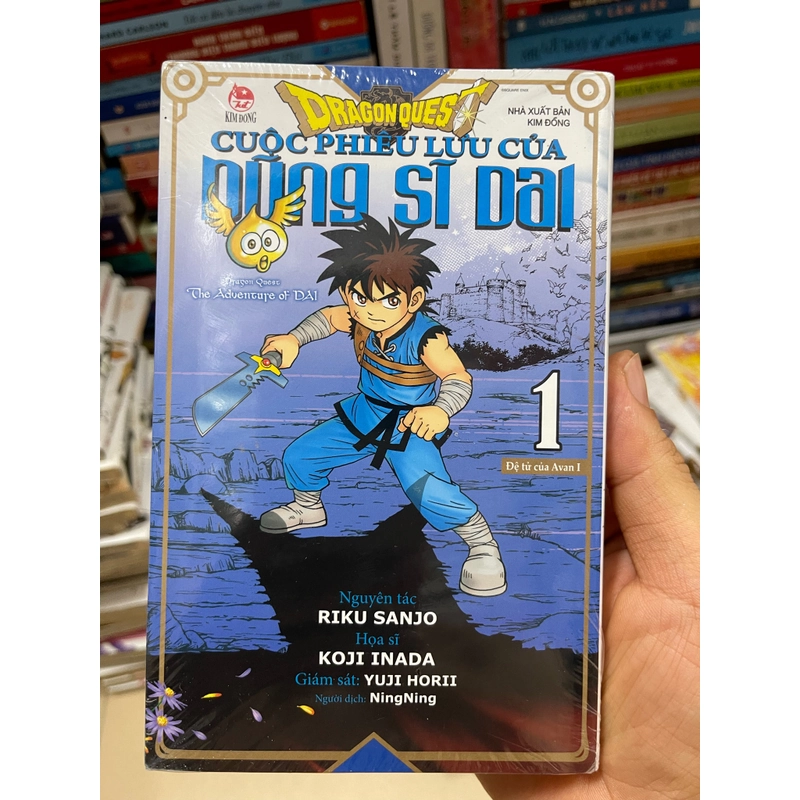 KIM ĐỒNG
DRAGON QUEST
NHÀ XUẤT BẢN
KIM ĐỒNG
CUỘC PHIÊU LƯU CỦA
DŨNG SĨ DAI
Dragon Quest
The Adventure of DAI
1
Đệ tử của Avan I
Nguyên tác
RIKU SANJO
Họa sĩ
KOJI INADA
Giám sát: YUJI HORII
Người dịch: NingNing